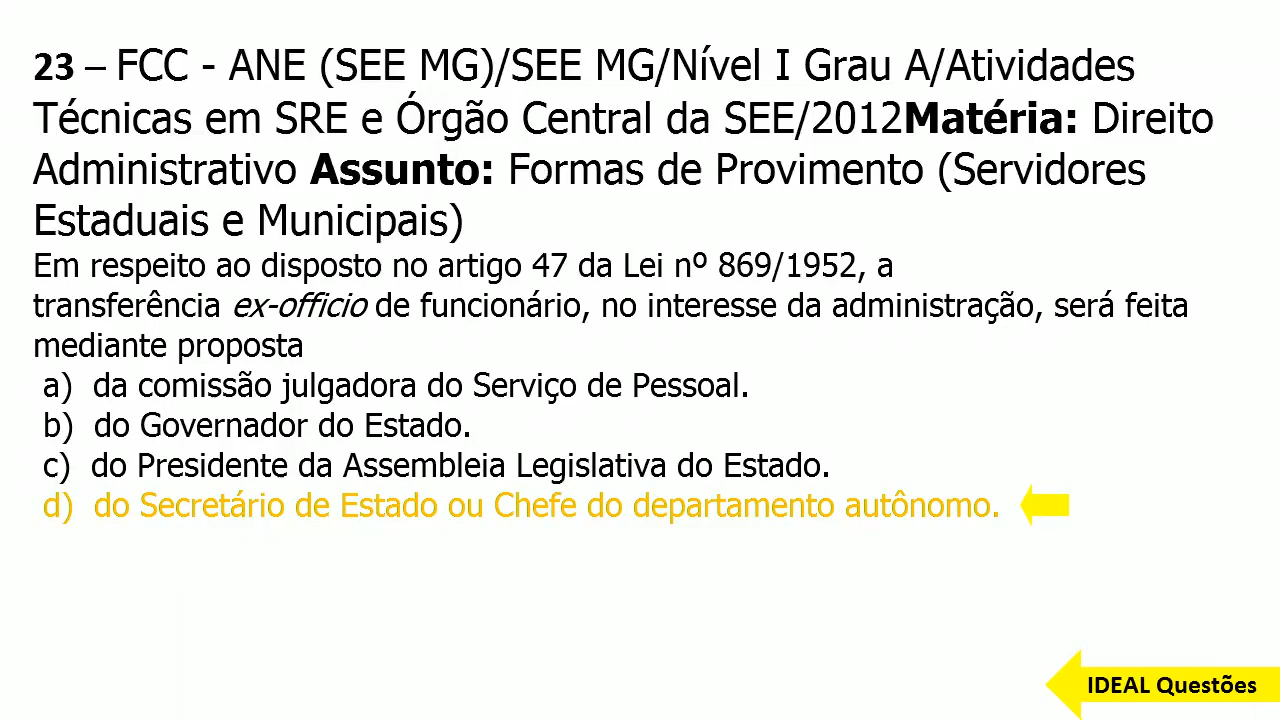 23 – FCC - ANE (SEE MG)/SEE MG/Nível I Grau A/Atividades
Técnicas em SRE e Órgão Central da SEE/2012Matéria: Direito
Administrativo Assunto: Formas de Provimento (Servidores
Estaduais e Municipais)
Em respeito ao disposto no artigo 47 da Lei nº 869/1952, a
transferência ex-officio de funcionário, no interesse da administração, será feita
mediante proposta
a) da comissão julgadora do Serviço de Pessoal.
b) do Governador do Estado.
c) do Presidente da Assembleia Legislativa do Estado.
d) do Secretário de Estado ou Chefe do departamento autônomo.
IDEAL Questões